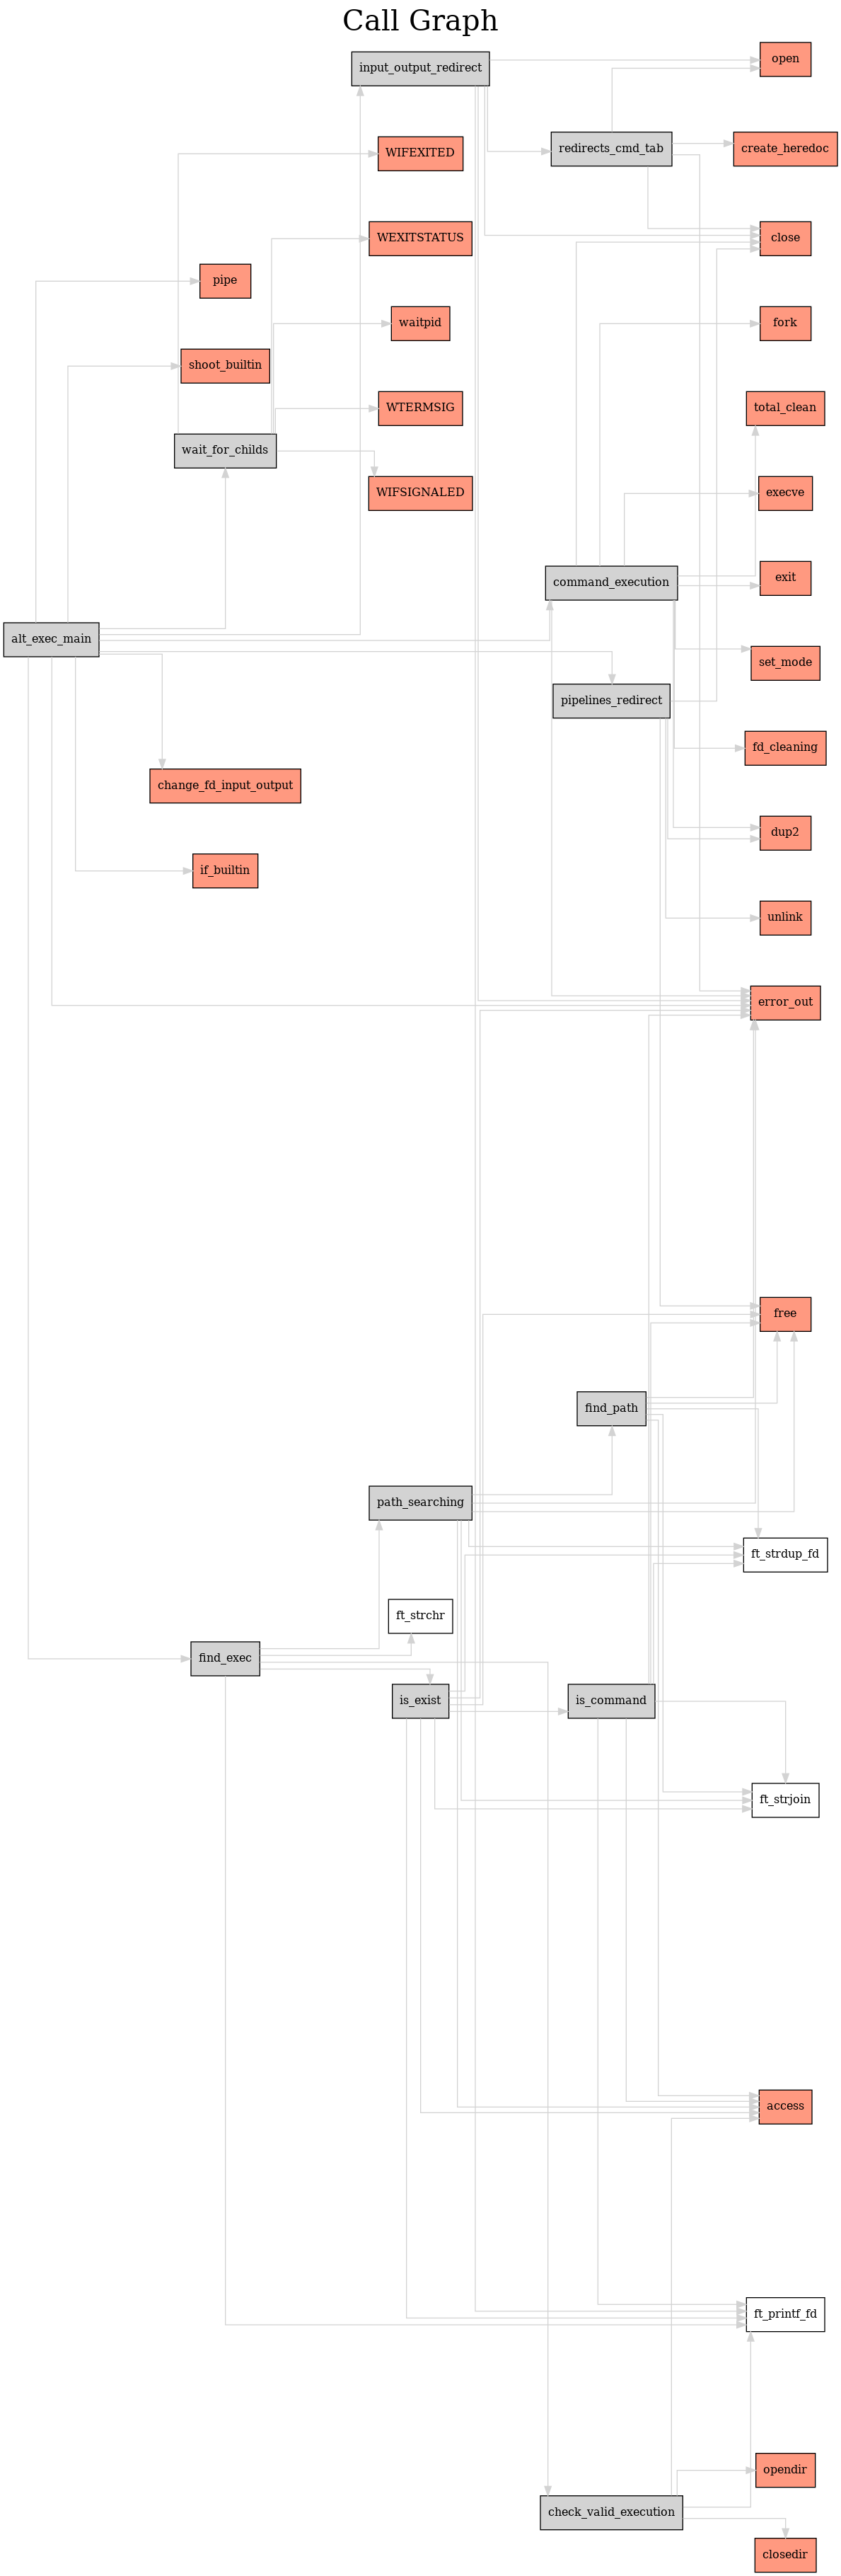 Call Graph
open
input_output_redirect
redirects_cmd_tab
create_heredoc
WIFEXITED
WEXITSTATUS
close
pipe
waitpid
fork
shoot_builtin
WTERMSIG
total_clean
wait_for_childs
WIFSIGNALED
execve
command_execution
exit
alt_exec_main
set_mode
pipelines_redirect
fd_cleaning
change_fd_input_output
dup2
if_builtin
unlink
error_out
free
find_path
path_searching
ft_strdup_fd
ft_strchr
find_exec
is_exist
is_command
ft_strjoin
access
ft_printf_fd
opendir
check_valid_execution
closedir